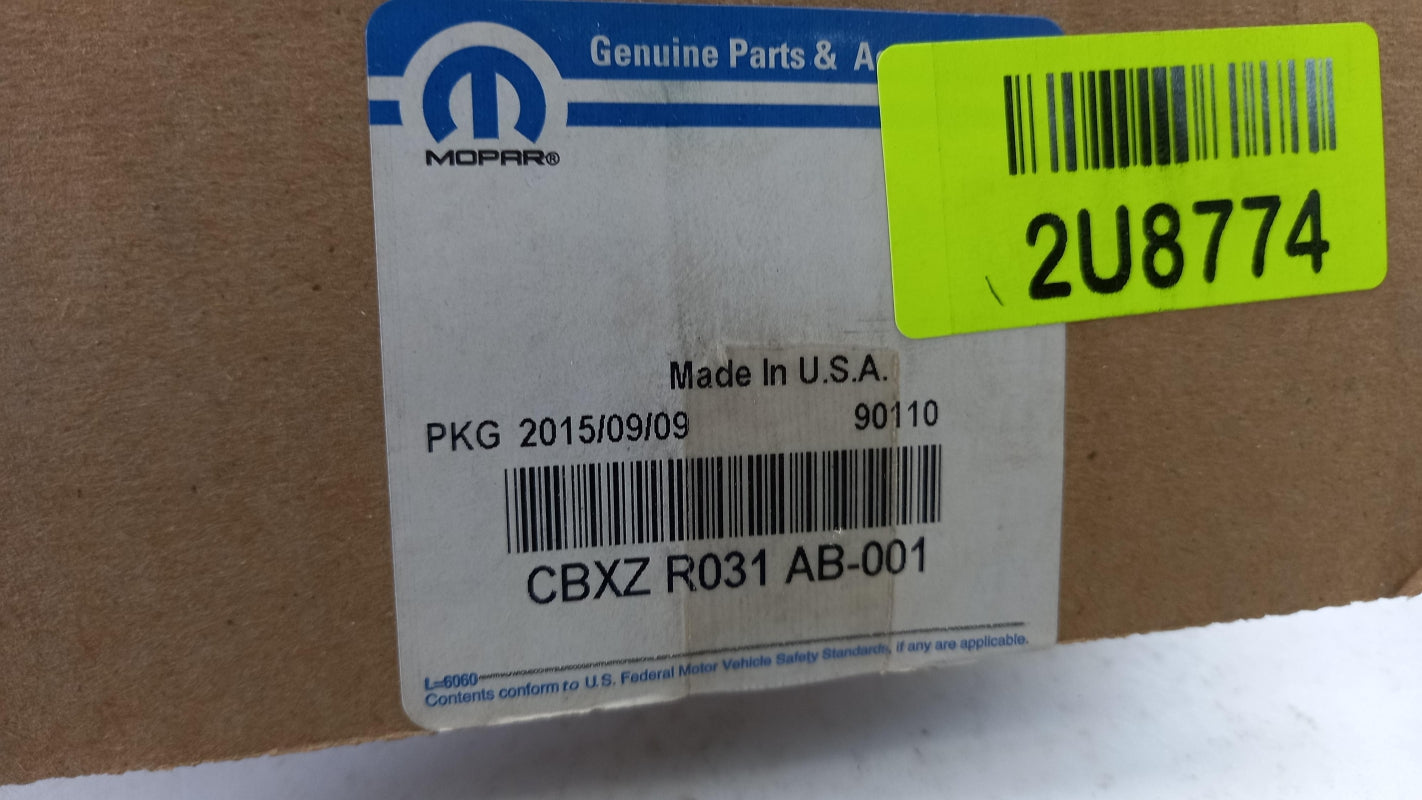 Genuine Parts & A
MOPAR®
2U8774
Made In U.S.A.
PKG 2015/09/09 90110
CBXZ R031 AB-001
L=6060
Contents conform to U.S. Federal Motor Vehicle Safety Standards, if any are applicable.